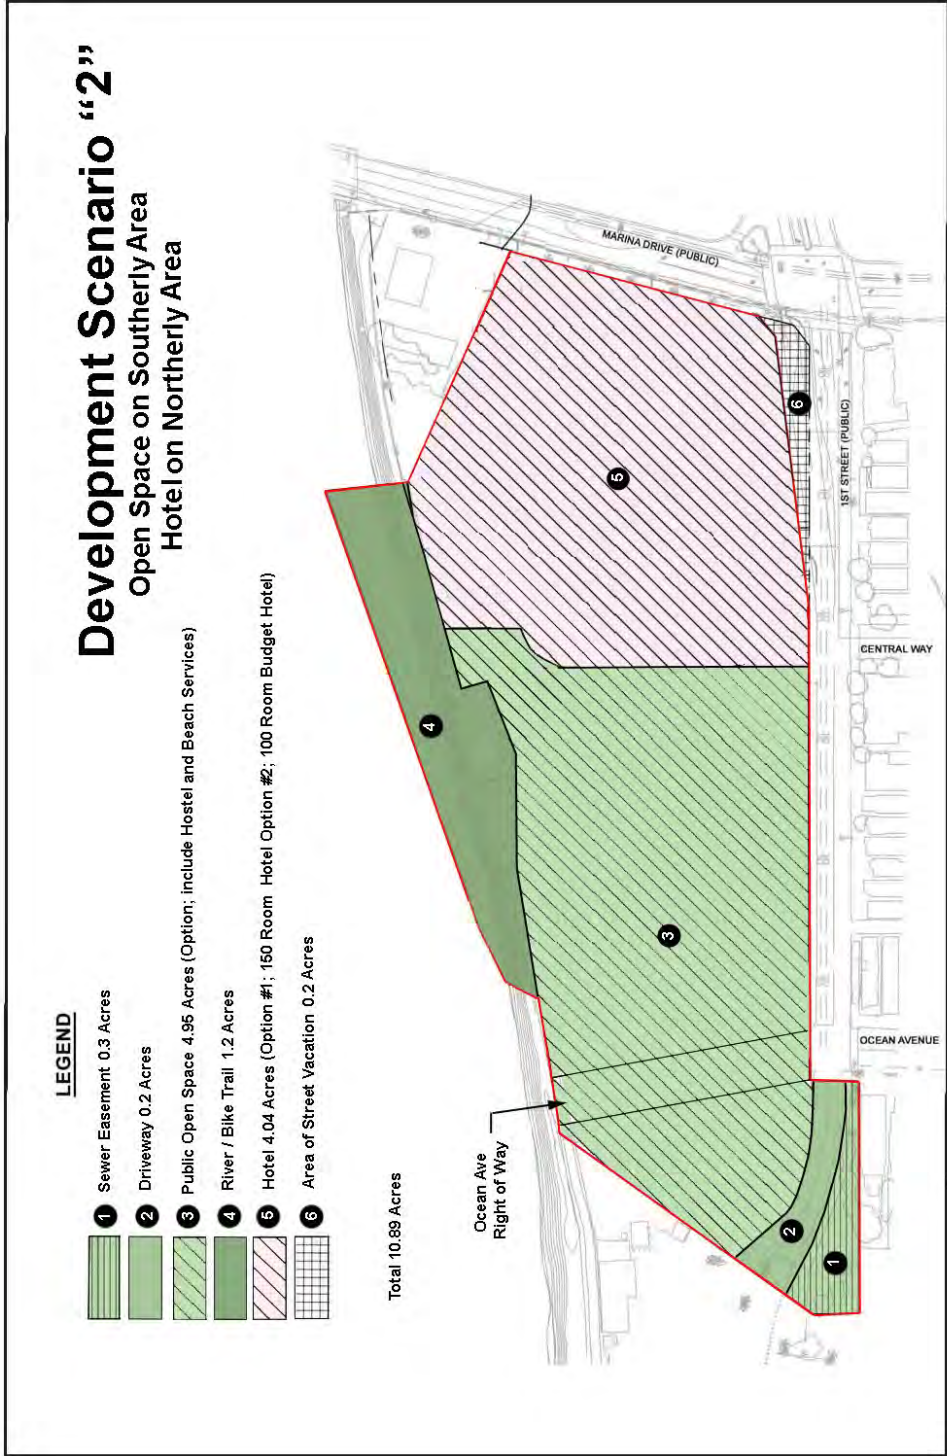 Development Scenario “2”
Open Space on Southerly Area
Hotel on Northerly Area
LEGEND
1 Sewer Easement 0.3 Acres
2 Driveway 0.2 Acres
3 Public Open Space 4.95 Acres (Option; include Hostel and Beach Services)
4 River / Bike Trail 1.2 Acres
5 Hotel 4.04 Acres (Option #1; 150 Room Hotel Option #2; 100 Room Budget Hotel)
6 Area of Street Vacation 0.2 Acres
Total 10.89 Acres
Ocean Ave
Right of Way
MARINA DRIVE (PUBLIC)
1ST STREET (PUBLIC)
CENTRAL WAY
OCEAN AVENUE
1
2
3
4
5
6